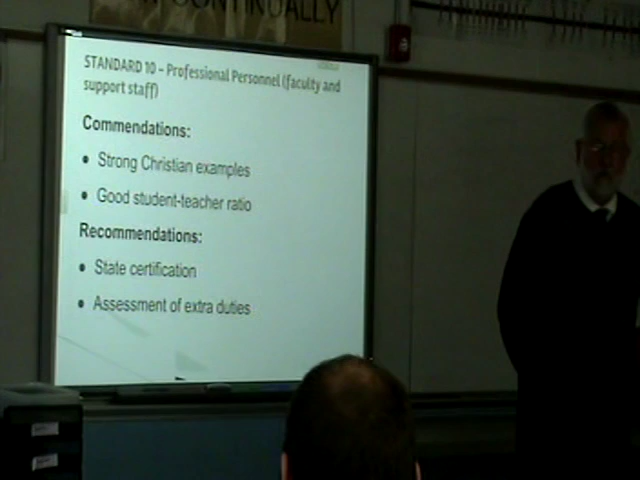 CONTINUALLY
STANDARD 10 – Professional Personnel (faculty and
support staff)
Commendations:
• Strong Christian examples
• Good student-teacher ratio
Recommendations:
• State certification
• Assessment of extra duties